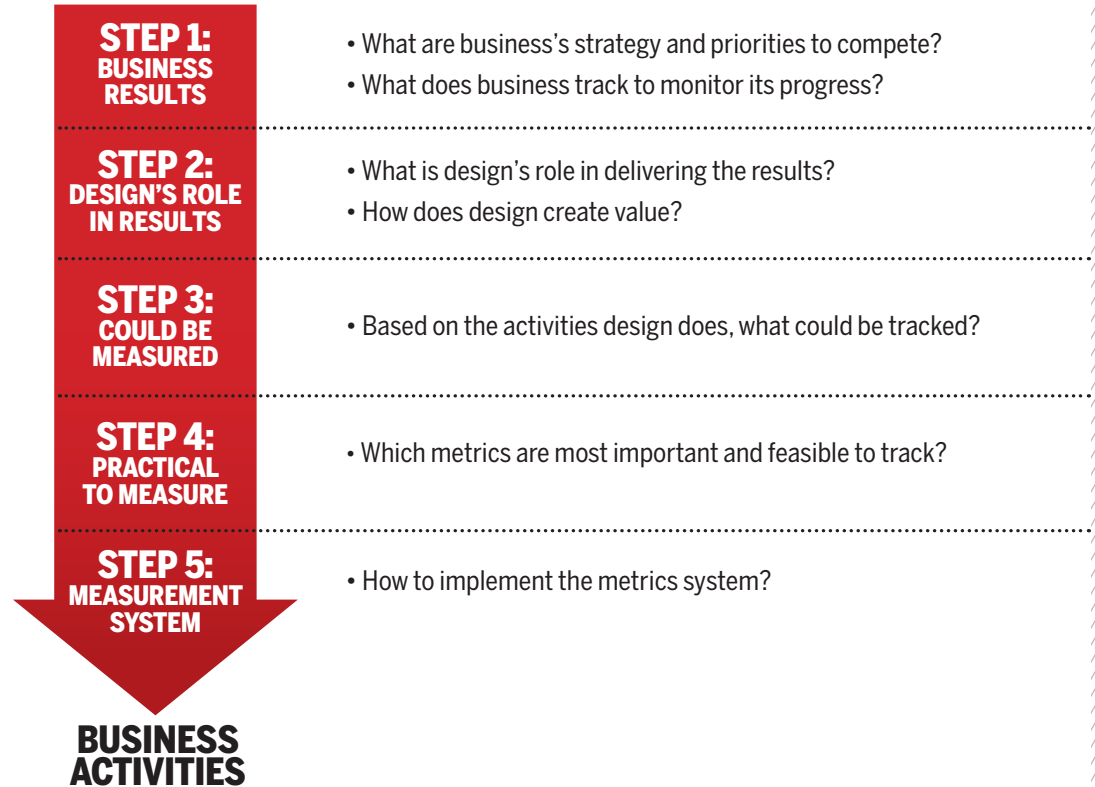 STEP 1:
BUSINESS
RESULTS
• What are business’s strategy and priorities to compete?
• What does business track to monitor its progress?
STEP 2:
DESIGN’S ROLE
IN RESULTS
• What is design’s role in delivering the results?
• How does design create value?
STEP 3:
COULD BE
MEASURED
• Based on the activities design does, what could be tracked?
STEP 4:
PRACTICAL
TO MEASURE
• Which metrics are most important and feasible to track?
STEP 5:
MEASUREMENT
SYSTEM
• How to implement the metrics system?
BUSINESS
ACTIVITIES